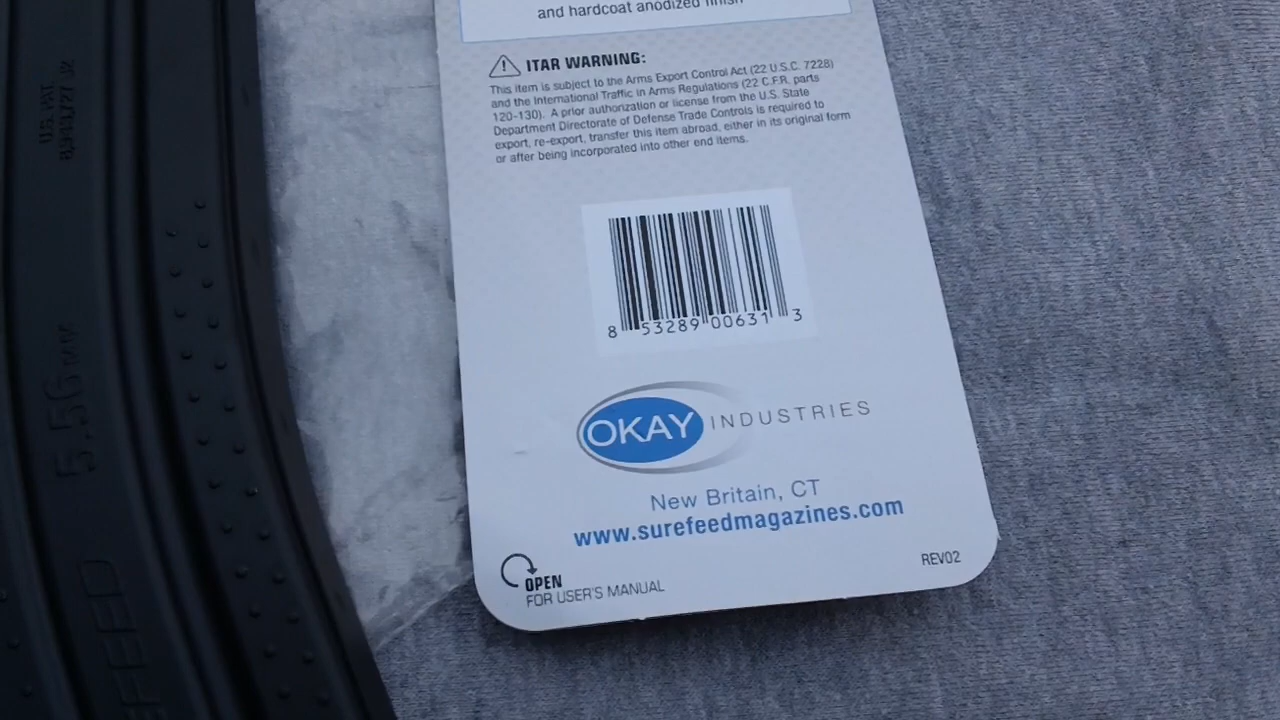 and hardcoat anodized finish
ITAR WARNING:
This item is subject to the Arms Export Control Act (22 U.S.C. 7228)
and the International Traffic in Arms Regulations (22 C.F.R. parts
120-130). A prior authorization or license from the U.S. State
Department Directorate of Defense Trade Controls is required to
export, re-export, transfer this item abroad, either in its original form
or after being incorporated into other end items.
8 53289 00631 3
OKAY INDUSTRIES
New Britain, CT
www.surefeedmagazines.com
OPEN
FOR USER'S MANUAL
REV02
U.S. PAT.
5.56MM